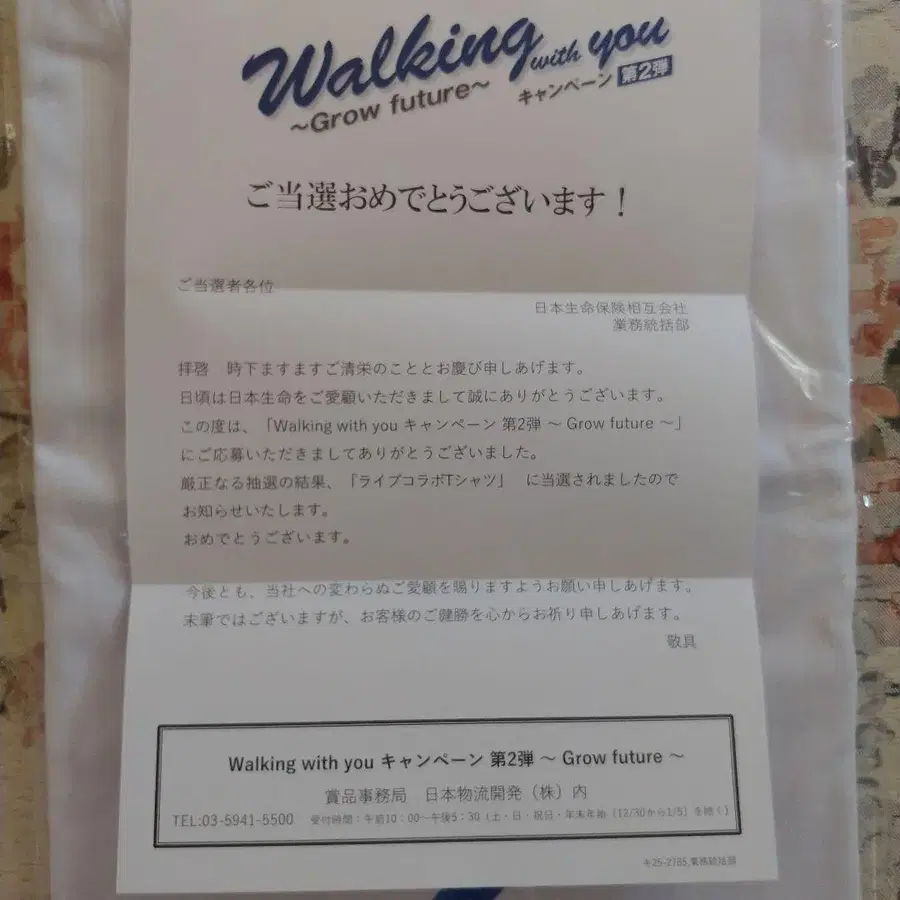 Walking with you
~Grow future~
キャンペーン 第2弾
ご当選おめでとうございます！
ご当選者各位
日本生命保険相互会社
業務統括部
拝啓　時下ますますご清栄のこととお慶び申しあげます。
日頃は日本生命をご愛顧いただきまして誠にありがとうございます。
この度は、「Walking with you キャンペーン 第2弾 ～ Grow future ～」
にご応募いただきましてありがとうございました。
厳正なる抽選の結果、「ライブコラボTシャツ」　に当選されましたので
お知らせいたします。
おめでとうございます。
今後とも、当社への変わらぬご愛顧を賜りますようお願い申しあげます。
末筆ではございますが、お客様のご健勝を心からお祈り申しあげます。
敬具
Walking with you キャンペーン 第2弾 ～ Grow future ～
賞品事務局　日本物流開発（株）内
TEL:03-5941-5500　受付時間：午前10：00～午後5：30（土・日・祝日・年末年始〔12/30から1/5〕を除く）
キ25-2785,業務統括部